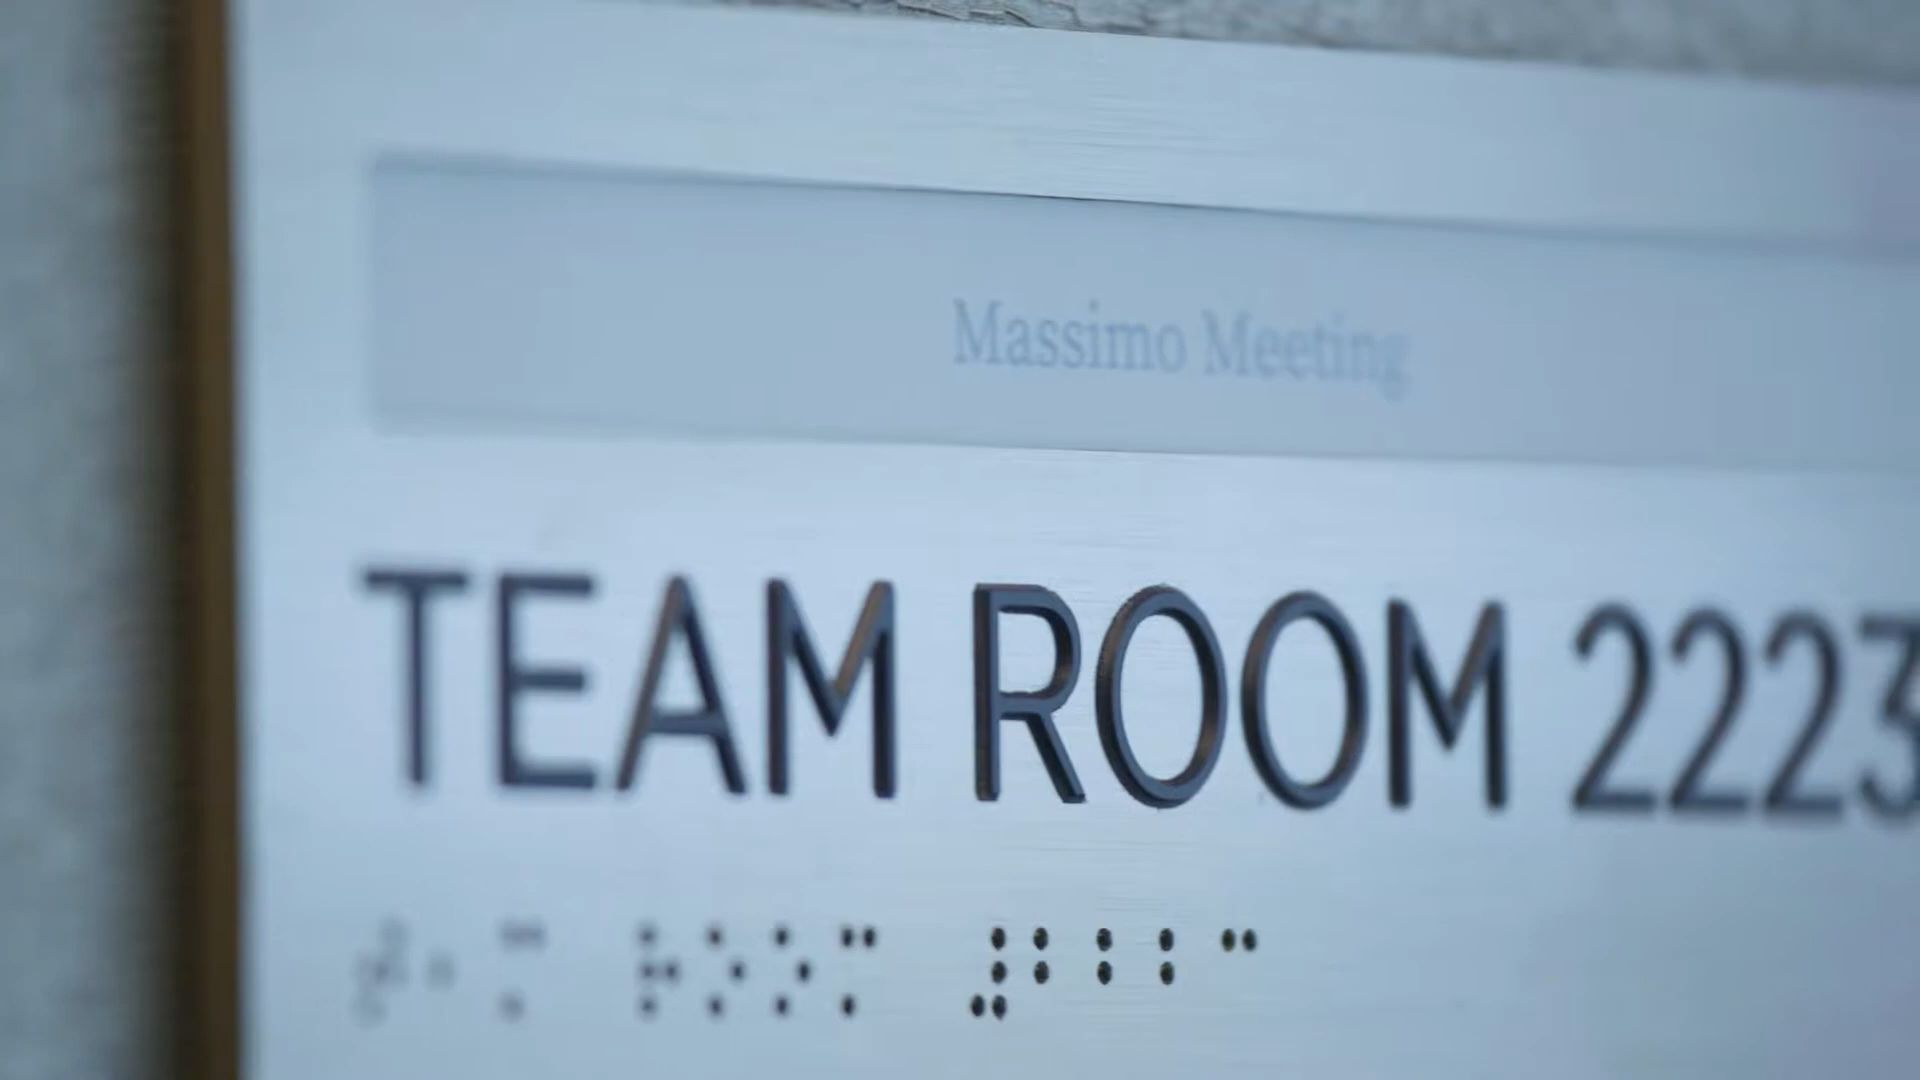 Massimo Meeting
TEAM ROOM 2223
⠞⠂⠍ ⠗⠕⠕⠍ ⠼⠃⠃⠃⠉